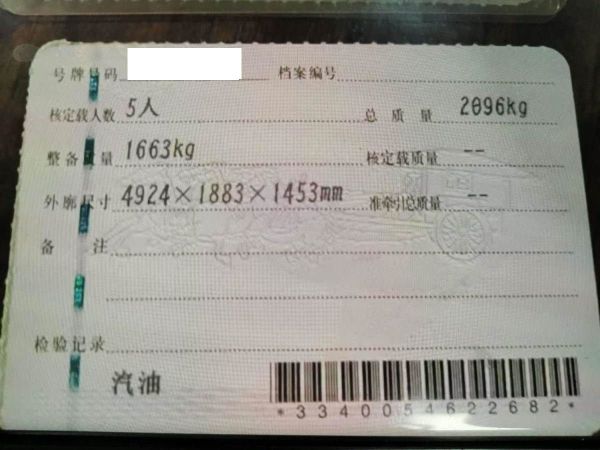 号牌号码 档案编号
核定载人数 5人 总质量 2096kg
整备质量 1663kg 核定载质量 --
外廓尺寸 4924×1883×1453mm 准牵引总质量 --
备注
检验记录
汽油
*3340054622682*